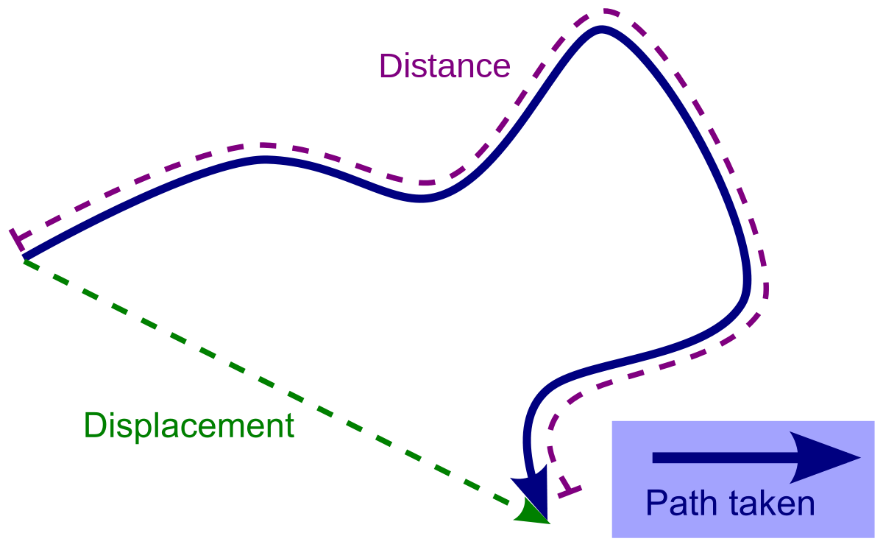 Distance
Displacement
Path taken